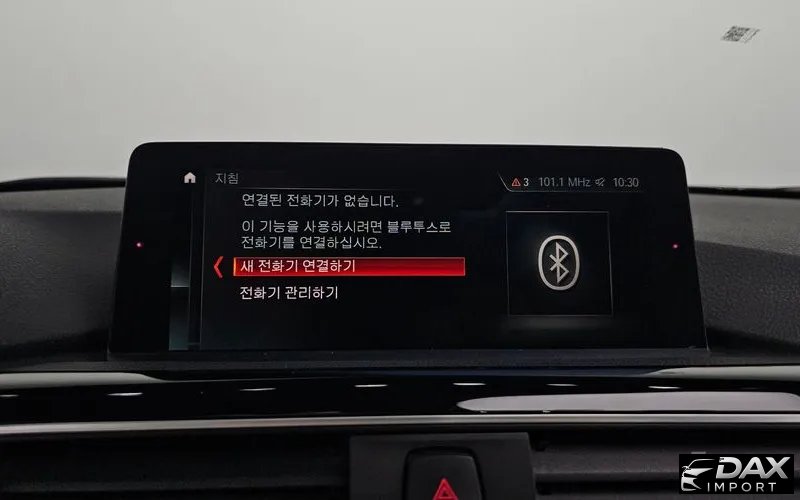 지침
3 101.1 MHz 10:30
연결된 전화기가 없습니다.
이 기능을 사용하시려면 블루투스로
전화기를 연결하십시오.
새 전화기 연결하기
전화기 관리하기
DAX
IMPORT